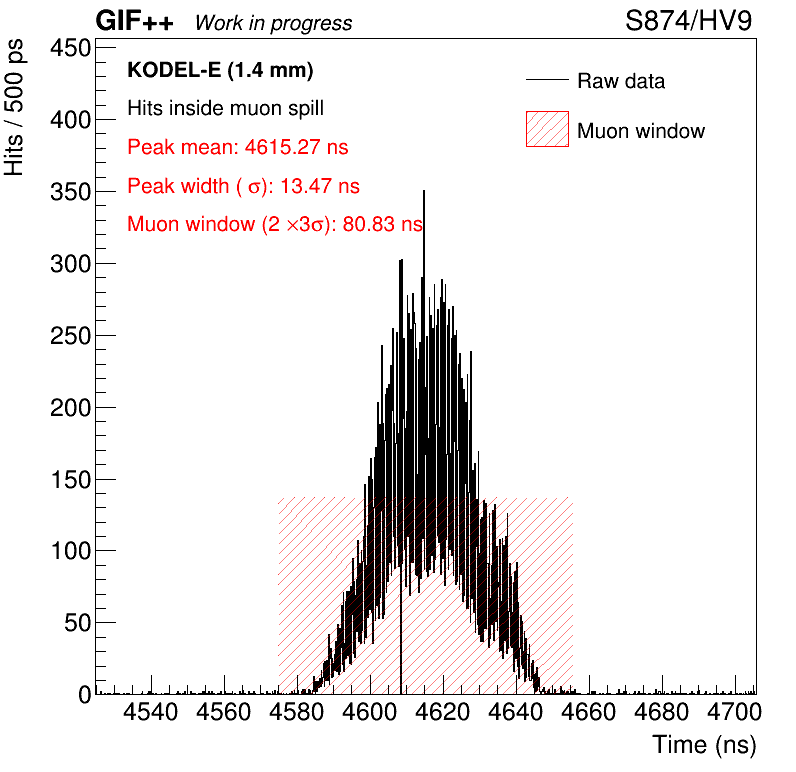 GIF++ Work in progress S874/HV9
Hits / 500 ps
KODEL-E (1.4 mm)
Hits inside muon spill
Peak mean: 4615.27 ns
Peak width ( σ): 13.47 ns
Muon window (2 ×3σ): 80.83 ns
Raw data
Muon window
450
400
350
300
250
200
150
100
50
0
4540 4560 4580 4600 4620 4640 4660 4680 4700
Time (ns)